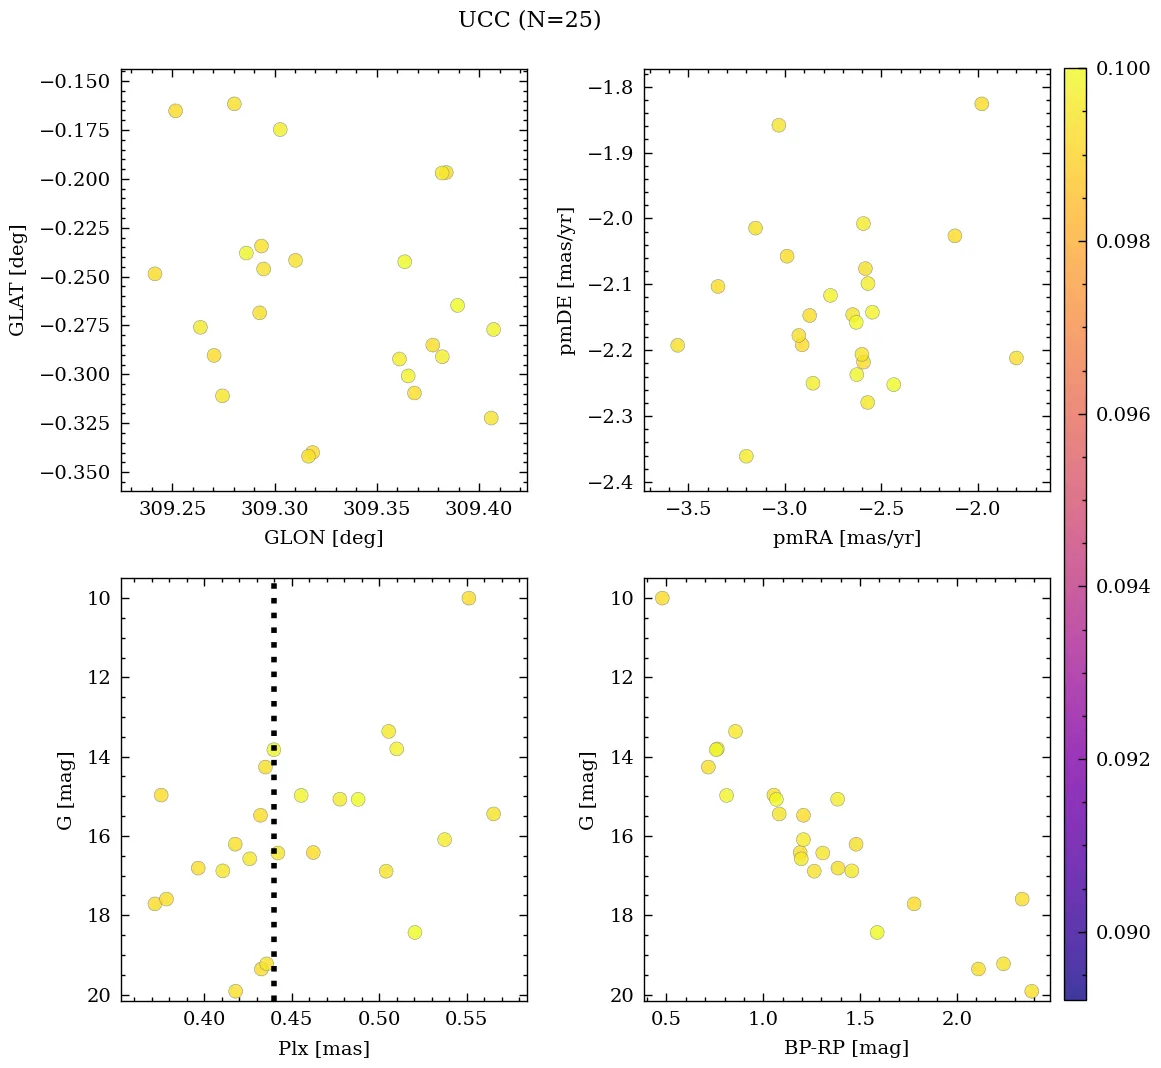 UCC (N=25)
−0.150
−0.175
−0.200
−0.225
−0.250
−0.275
−0.300
−0.325
−0.350
GLAT [deg]
309.25 309.30 309.35 309.40
GLON [deg]
−1.8
−1.9
−2.0
−2.1
−2.2
−2.3
−2.4
pmDE [mas/yr]
−3.5 −3.0 −2.5 −2.0
pmRA [mas/yr]
10
12
14
16
18
20
G [mag]
0.40 0.45 0.50 0.55
Plx [mas]
10
12
14
16
18
20
G [mag]
0.5 1.0 1.5 2.0
BP-RP [mag]
0.100
0.098
0.096
0.094
0.092
0.090